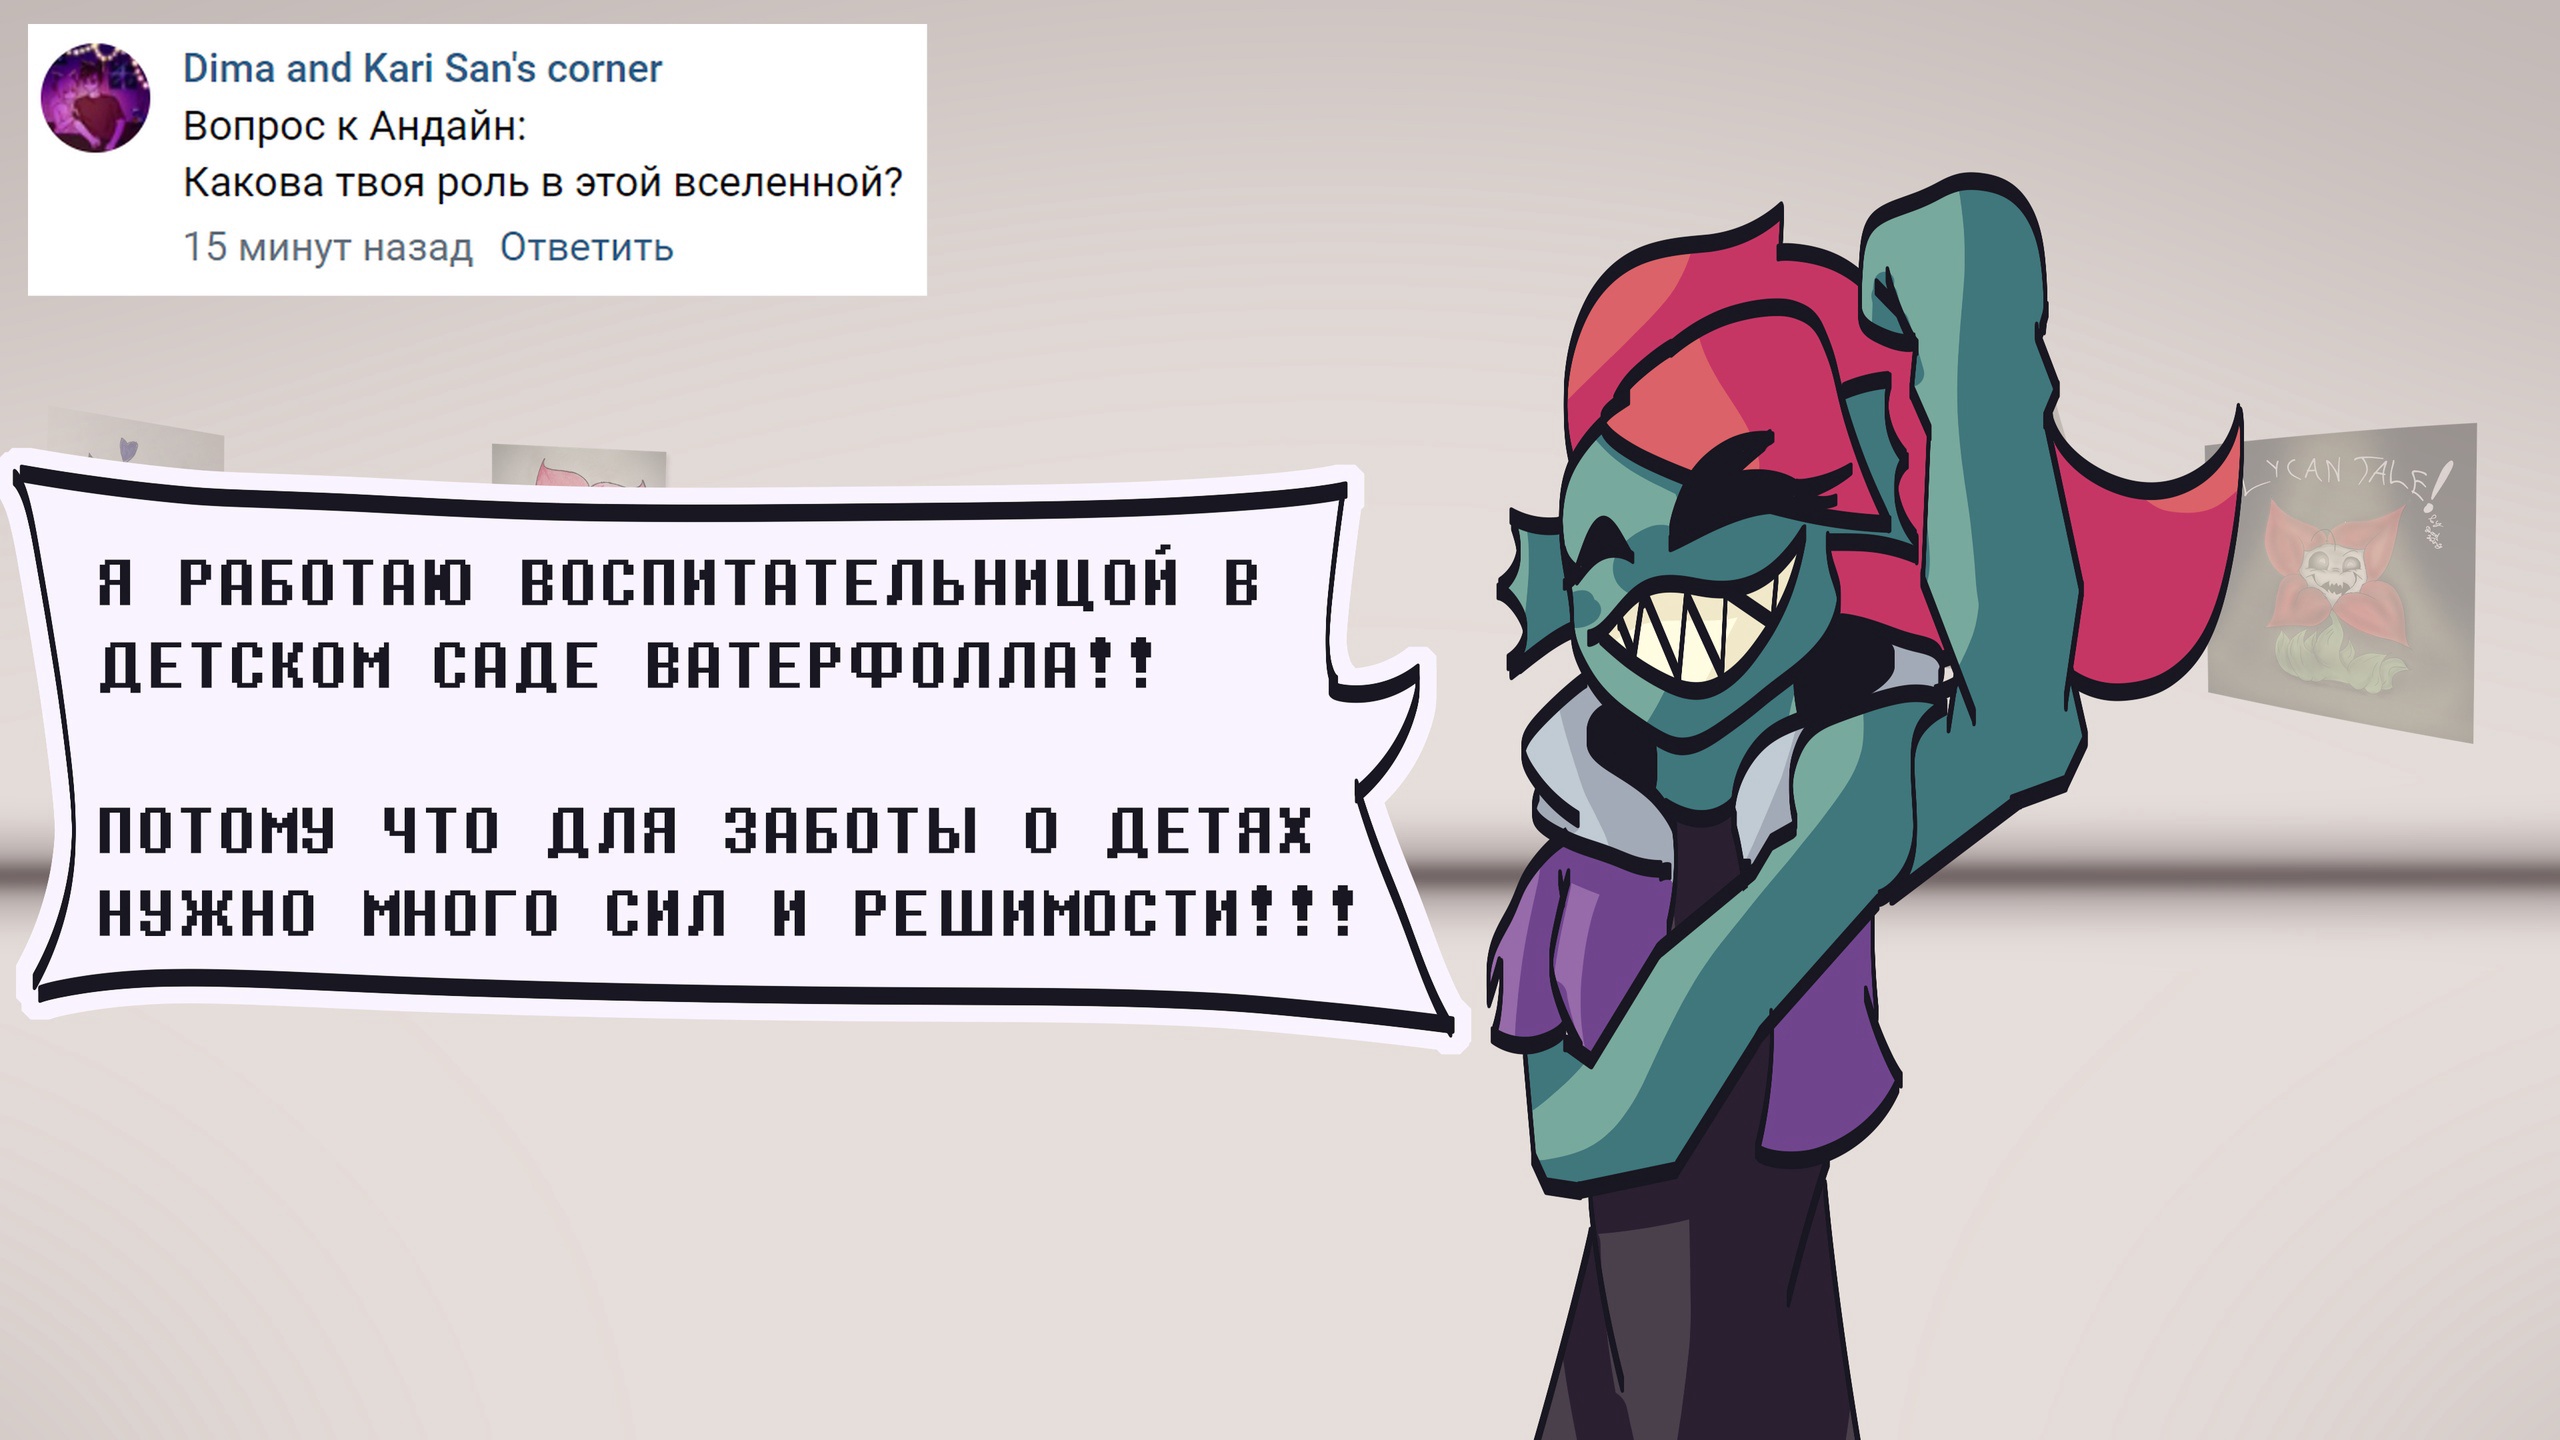 Dima and Kari San's corner
Вопрос к Андайн:
Какова твоя роль в этой вселенной?
15 минут назад Ответить
Я РАБОТАЮ ВОСПИТАТЕЛЬНИЦОЙ В
ДЕТСКОМ САДЕ ВАТЕРФОЛЛА!!
ПОТОМУ ЧТО ДЛЯ ЗАБОТЫ О ДЕТЯХ
НУЖНО МНОГО СИЛ И РЕШИМОСТИ!!!
LYCAN TALE!